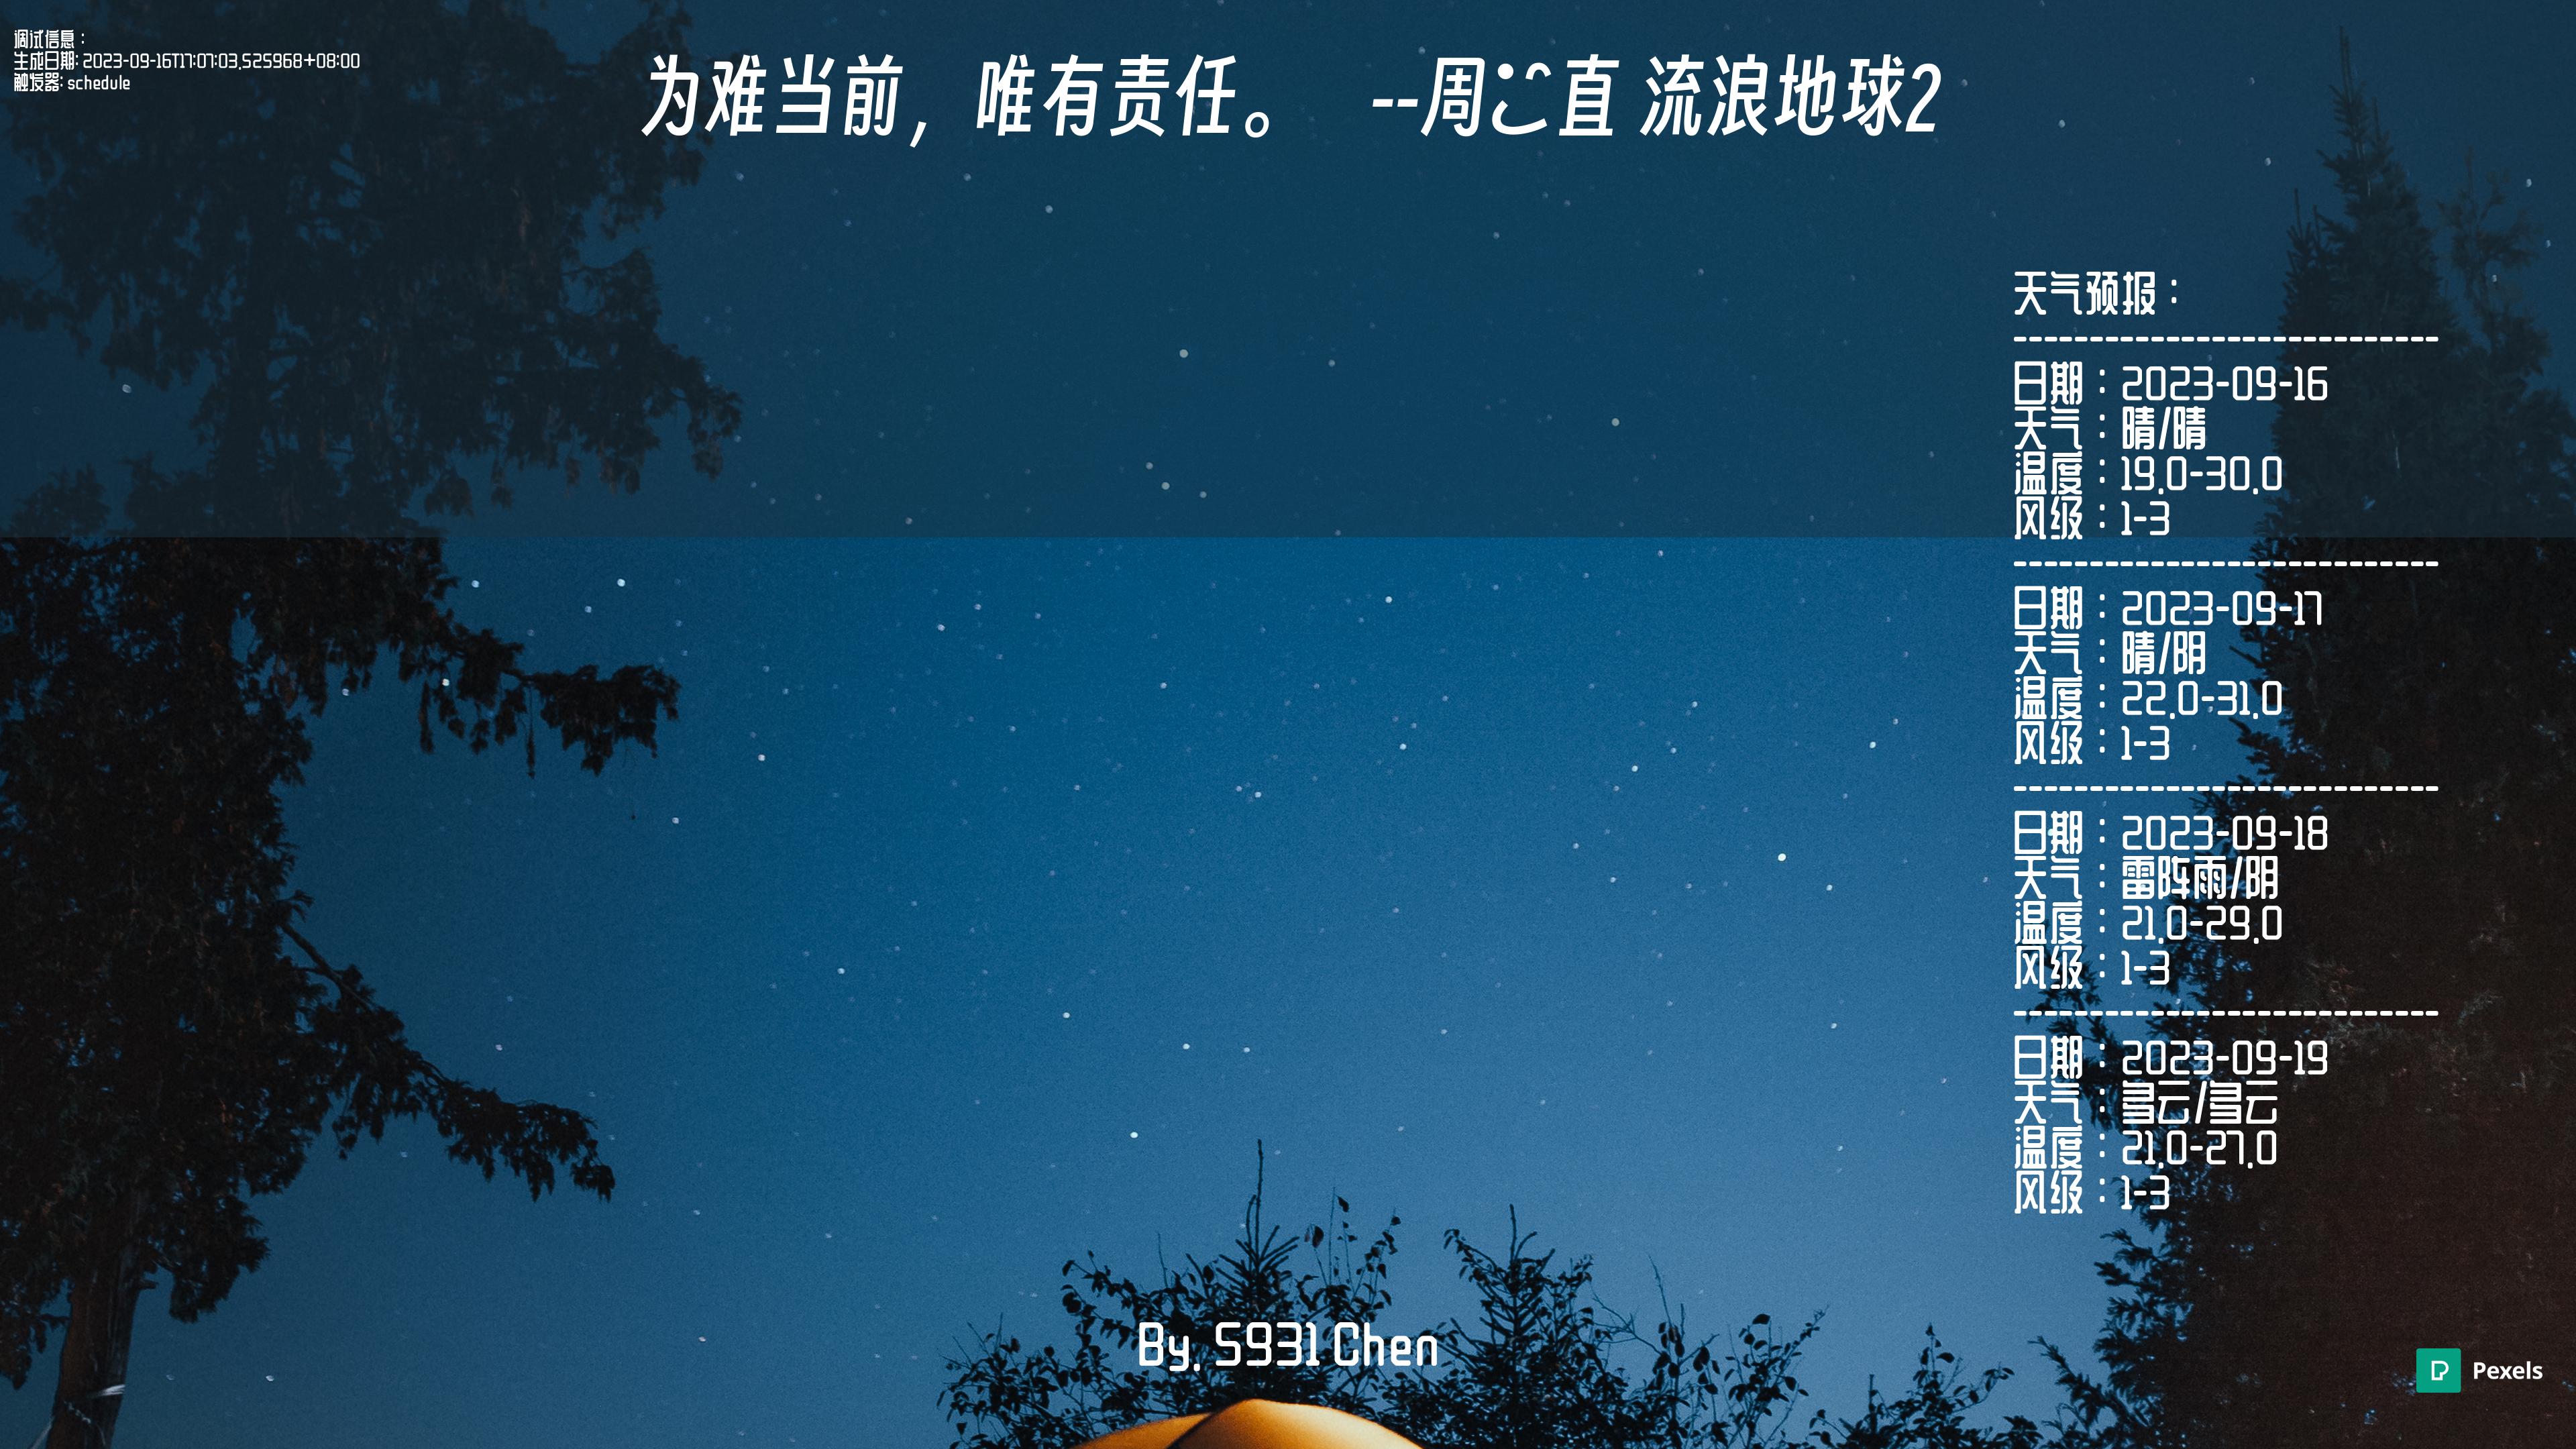 调试信息：
生成日期: 2023-09-16T17:07:03.525968+08:00
触发器: schedule
为难当前，唯有责任。 --周直 流浪地球2
天气预报：
----------------------------
日期：2023-09-16
天气：晴/晴
温度：19.0-30.0
风级：1-3
----------------------------
日期：2023-09-17
天气：晴/阴
温度：22.0-31.0
风级：1-3
----------------------------
日期：2023-09-18
天气：雷阵雨/阴
温度：21.0-29.0
风级：1-3
----------------------------
日期：2023-09-19
天气：多云/多云
温度：21.0-27.0
风级：1-3
By. 5931 Chen
Pexels